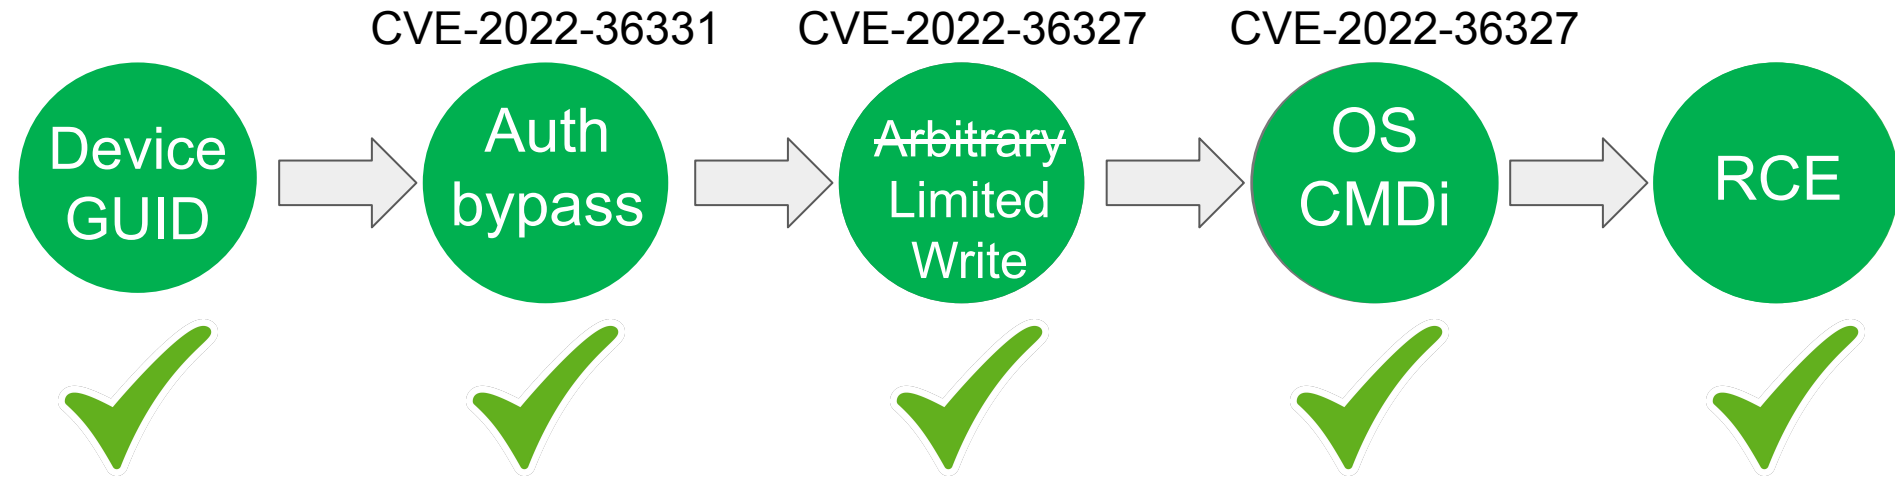 CVE-2022-36331
CVE-2022-36327
CVE-2022-36327
Device
GUID
Auth
bypass
Arbitrary
Limited
Write
OS
CMDi
RCE